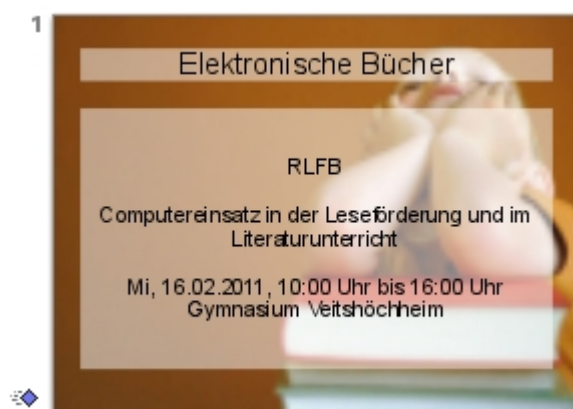 1
Elektronische Bücher
RLFB
Computereinsatz in der Leseförderung und im
Literaturunterricht
Mi, 16.02.2011, 10:00 Uhr bis 16:00 Uhr
Gymnasium Veitshöchheim